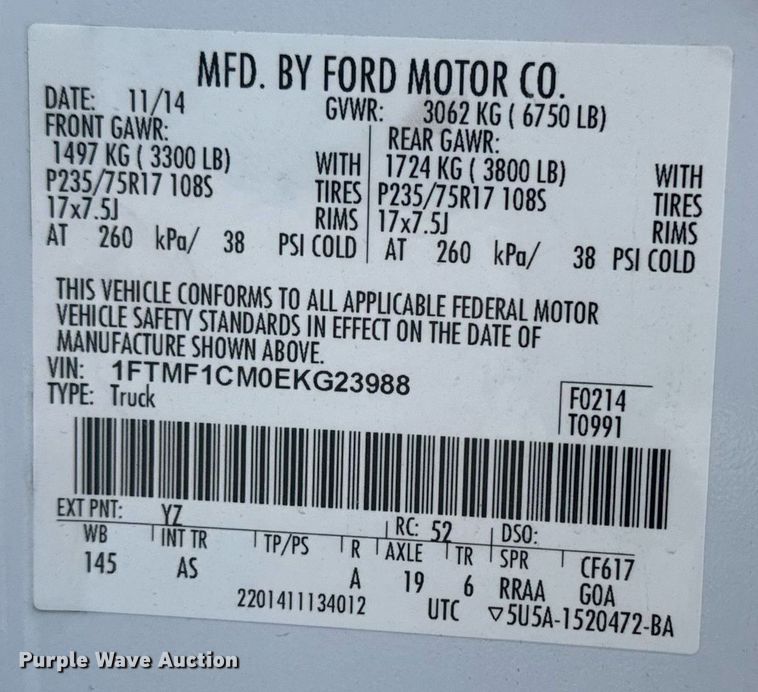 MFD. BY FORD MOTOR CO.
DATE: 11/14 GVWR: 3062 KG ( 6750 LB)
FRONT GAWR: REAR GAWR:
1497 KG ( 3300 LB) WITH 1724 KG ( 3800 LB) WITH
P235/75R17 108S TIRES P235/75R17 108S TIRES
17x7.5J RIMS 17x7.5J RIMS
AT 260 kPa/ 38 PSI COLD AT 260 kPa/ 38 PSI COLD
THIS VEHICLE CONFORMS TO ALL APPLICABLE FEDERAL MOTOR
VEHICLE SAFETY STANDARDS IN EFFECT ON THE DATE OF
MANUFACTURE SHOWN ABOVE.
VIN: 1FTMF1CM0EKG23988
TYPE: Truck F0214
T0991
EXT PNT: YZ RC: 52 DSO:
WB INT TR TP/PS R AXLE TR SPR CF617
145 AS A 19 6 RRAA GOA
2201411134012 UTC ▽5U5A-1520472-BA
Purple Wave Auction